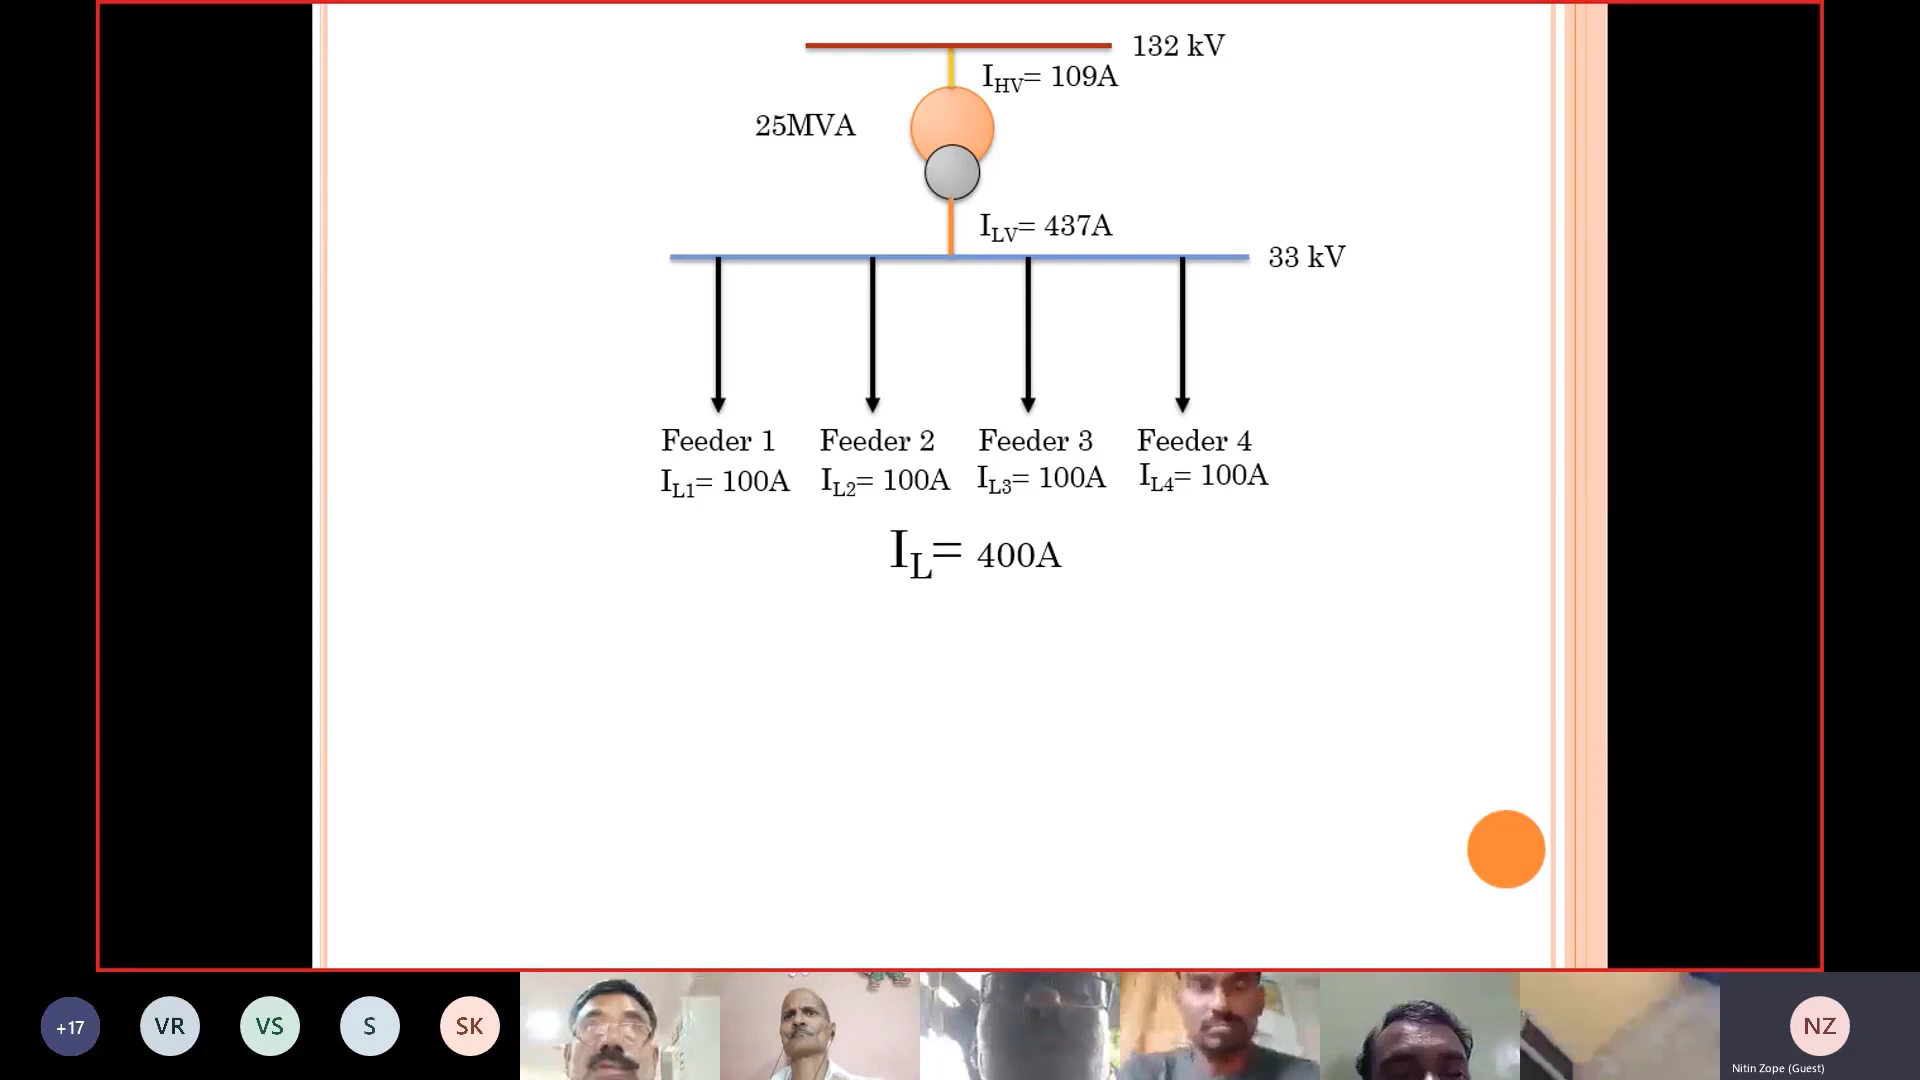 132 kV
IHV= 109A
25MVA
ILV= 437A
33 kV
Feeder 1 Feeder 2 Feeder 3 Feeder 4
IL1= 100A IL2= 100A IL3= 100A IL4= 100A
IL= 400A
+17 VR VS S SK NZ
Nitin Zope (Guest)